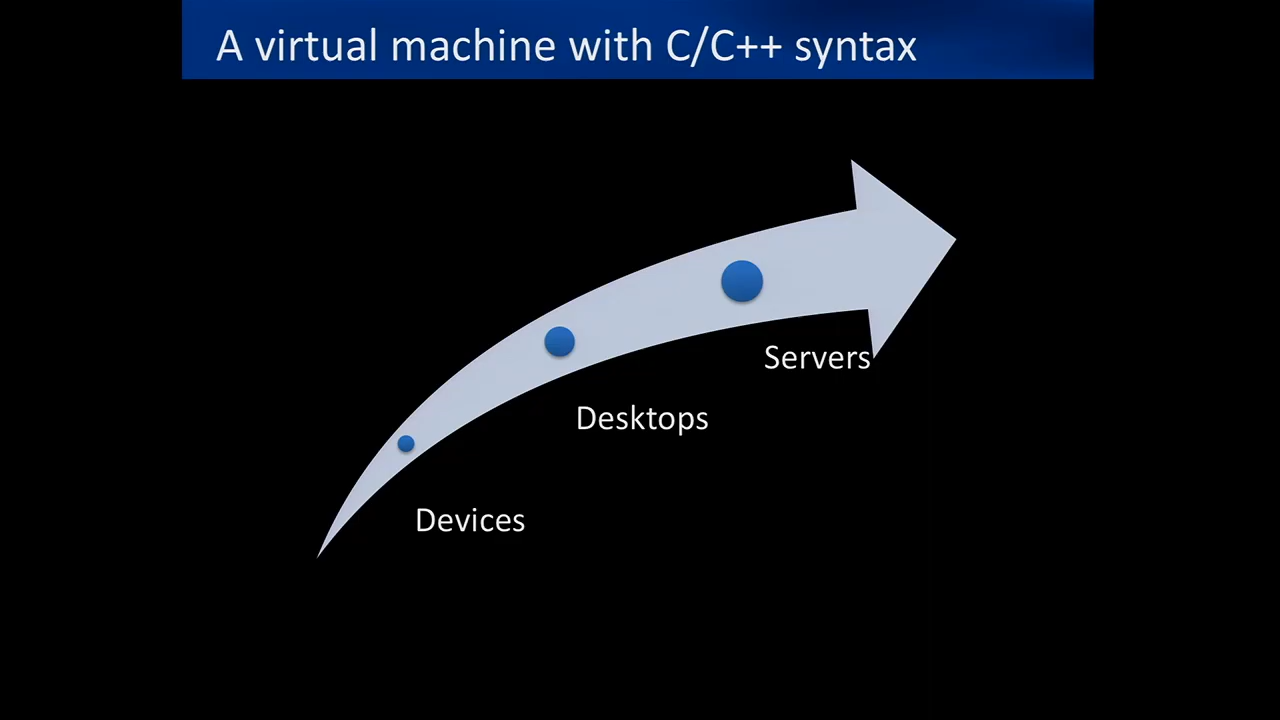 A virtual machine with C/C++ syntax
Servers
Desktops
Devices